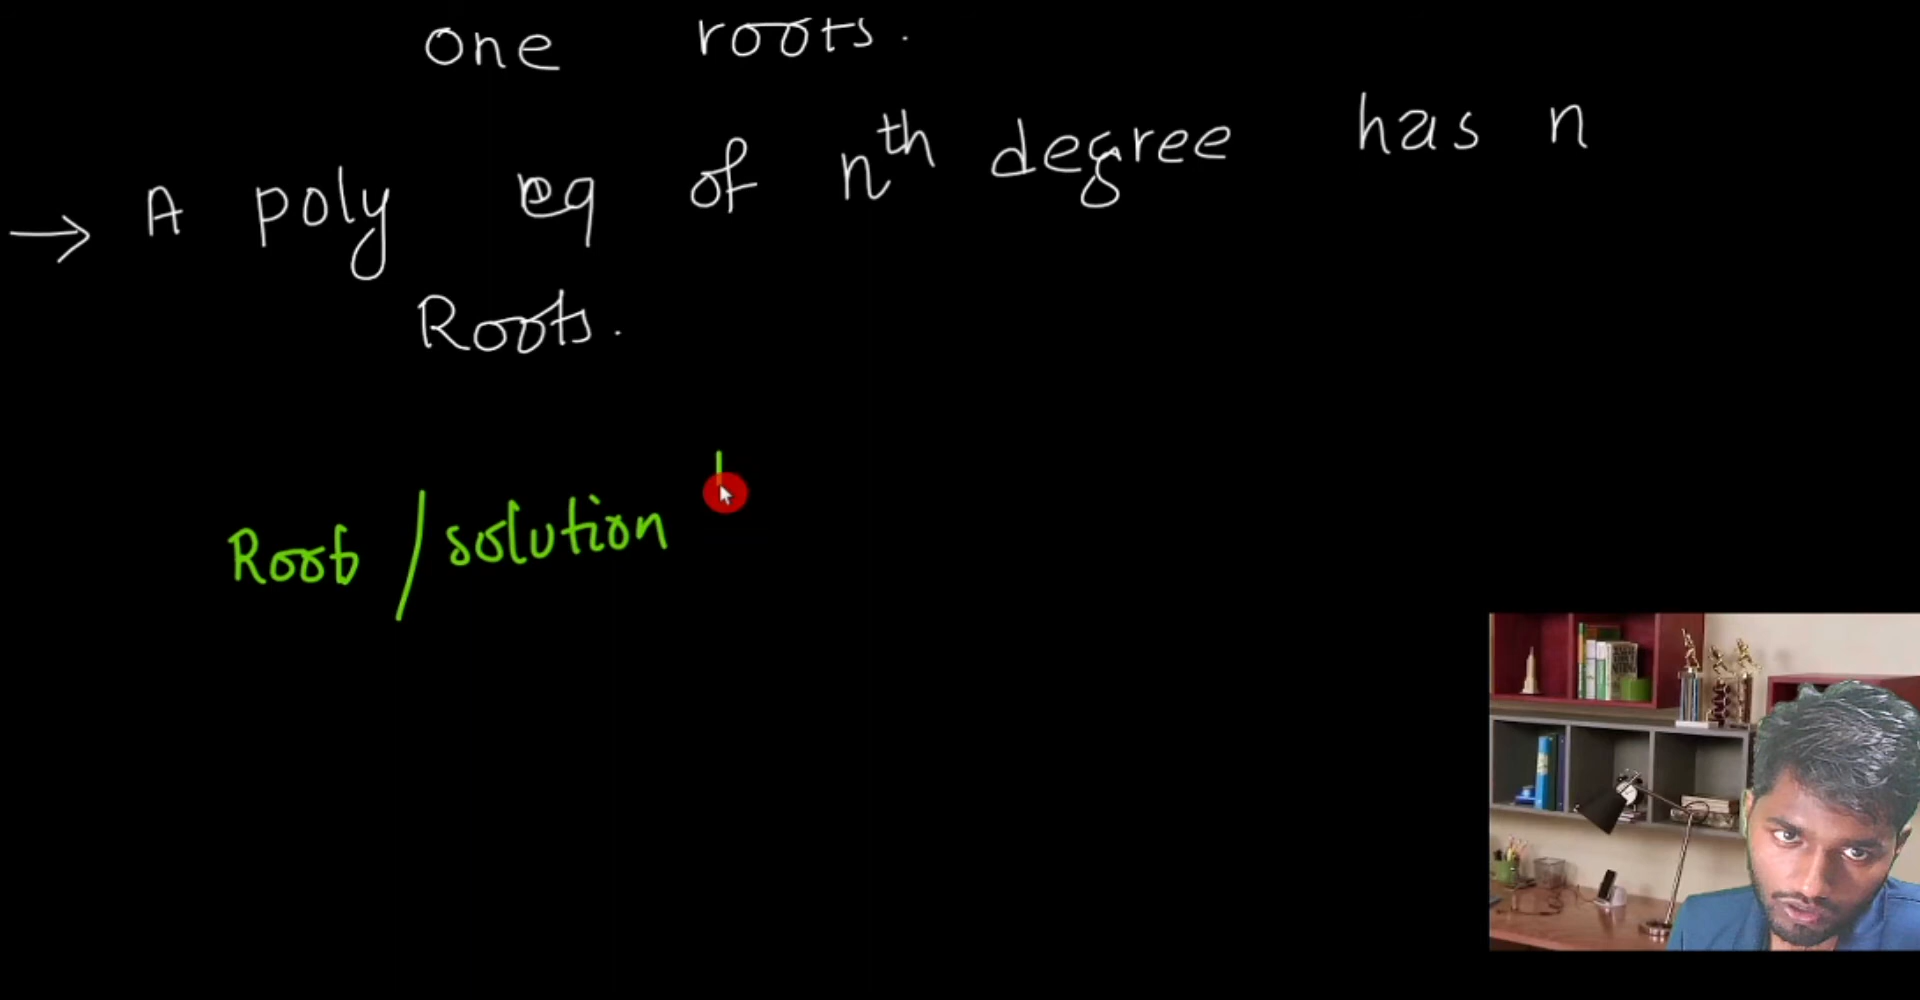 one roots.
→ A poly eq of nth degree has n
Roots.
Root / solution